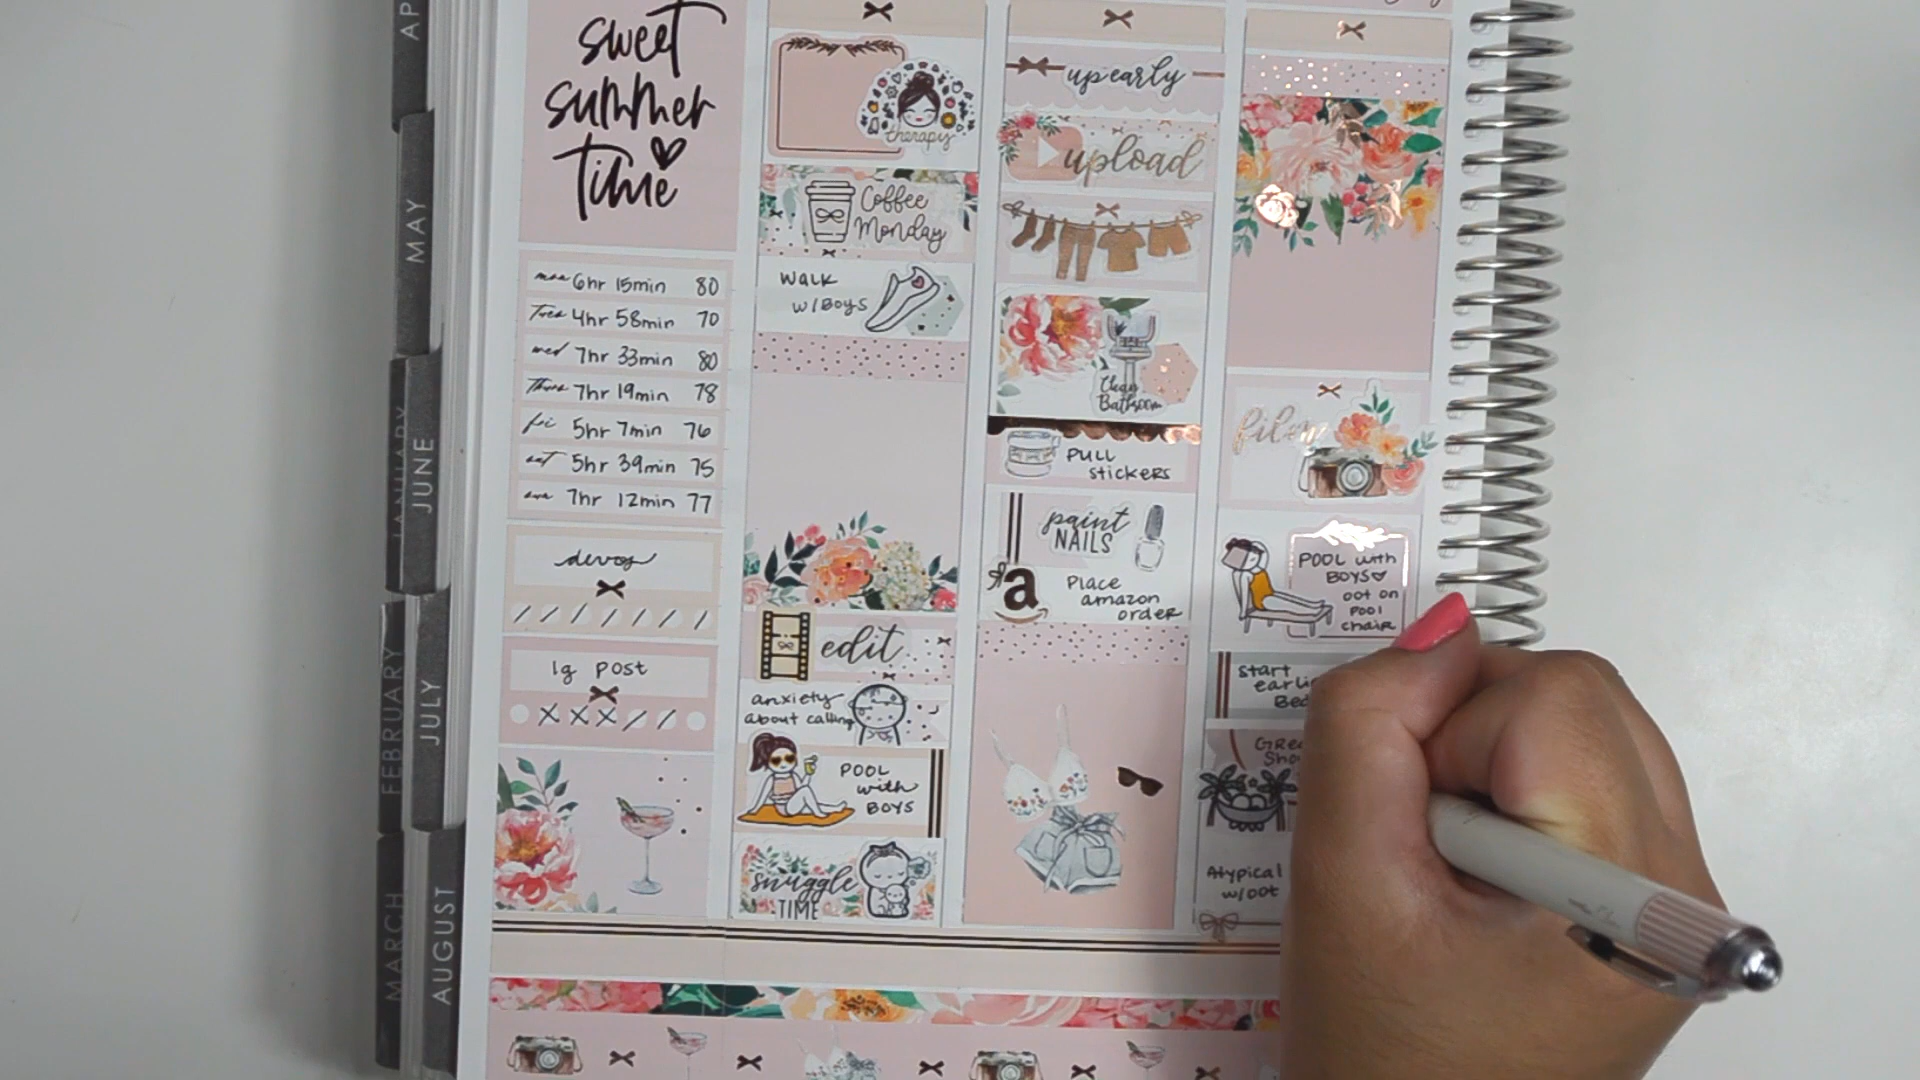 sweet
summer
time
mon 6hr 15min 80
Tues 4hr 58min 70
wed 7hr 33min 80
Thurs 7hr 19min 78
fri 5hr 7min 76
sat 5hr 39min 75
sun 7hr 12min 77
devos
Ig post
therapy
Coffee
Monday
WALK
w/BOYS
edit
anxiety
about calling
POOL
with
BOYS
snuggle
TIME
up early
upload
Clean
Bathroom
PULL
stickers
paint
NAILS
a
Place
amazon
order
film
POOL with
BOYS
oot on
POOl
chair
start
Atypical
w/oot
AP
MAY
JANUARY
JUNE
FEBRUARY
JULY
MARCH
AUGUST